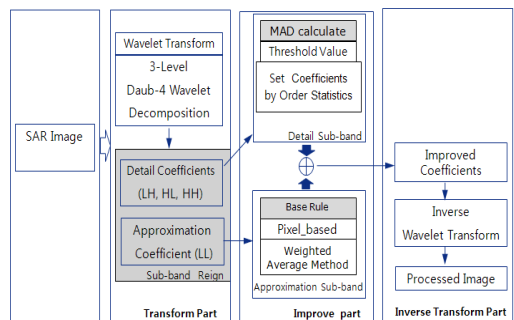 SAR Image
Wavelet Transform
3-Level
Daub-4 Wavelet
Decomposition
Detail Coefficients
(LH, HL, HH)
Approximation
Coefficient (LL)
Sub-band Reign
Transform Part
MAD calculate
Threshold Value
Set Coefficients
by Order Statistics
Detail Sub-band
Base Rule
Pixel_based
Weighted
Average Method
Approximation Sub-band
Improve part
Improved
Coefficients
Inverse
Wavelet Transform
Processed Image
Inverse Transform Part